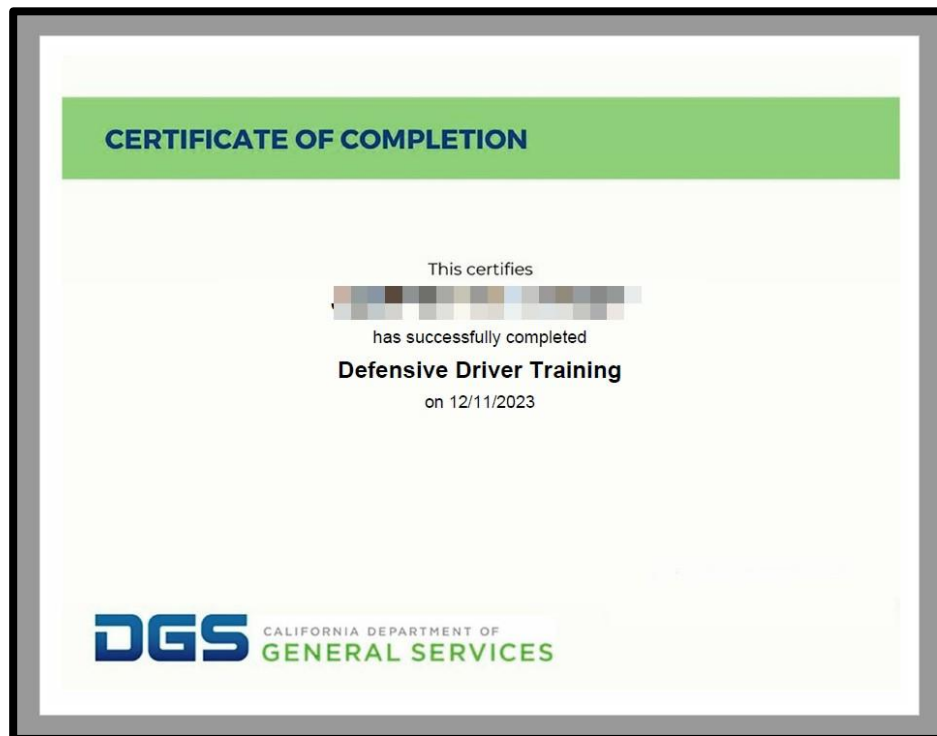 CERTIFICATE OF COMPLETION
This certifies
has successfully completed
Defensive Driver Training
on 12/11/2023
DGS
CALIFORNIA DEPARTMENT OF
GENERAL SERVICES